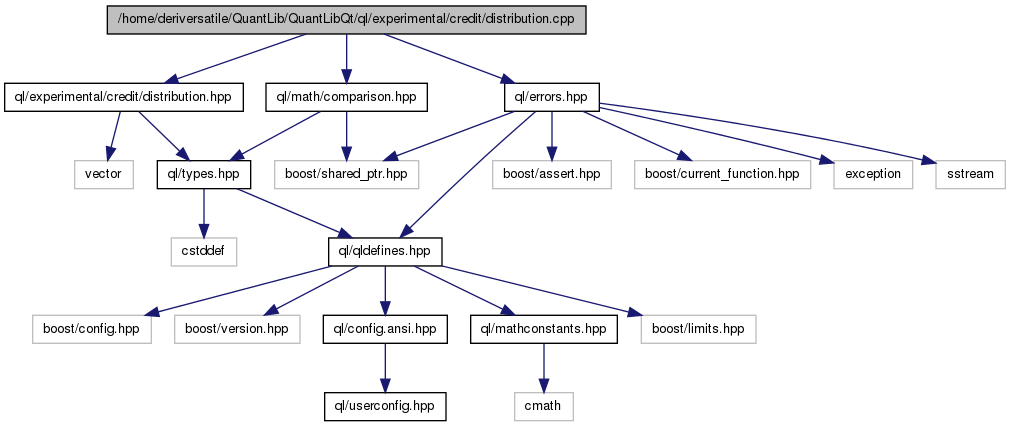 /home/deriversatile/QuantLib/QuantLibQt/ql/experimental/credit/distribution.cpp
ql/experimental/credit/distribution.hpp
ql/math/comparison.hpp
ql/errors.hpp
vector
ql/types.hpp
boost/shared_ptr.hpp
boost/assert.hpp
boost/current_function.hpp
exception
sstream
cstddef
ql/qldefines.hpp
boost/config.hpp
boost/version.hpp
ql/config.ansi.hpp
ql/mathconstants.hpp
boost/limits.hpp
ql/userconfig.hpp
cmath